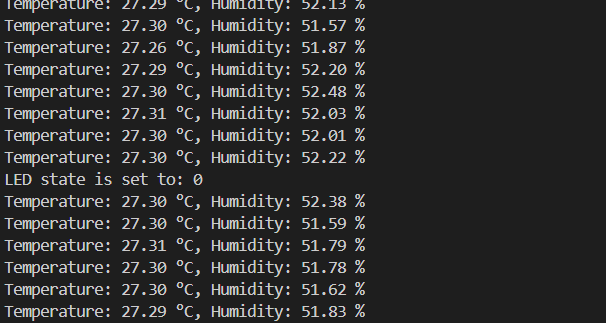 Temperature: 27.29 °C, Humidity: 52.13 %
Temperature: 27.30 °C, Humidity: 51.57 %
Temperature: 27.26 °C, Humidity: 51.87 %
Temperature: 27.29 °C, Humidity: 52.20 %
Temperature: 27.30 °C, Humidity: 52.48 %
Temperature: 27.31 °C, Humidity: 52.03 %
Temperature: 27.30 °C, Humidity: 52.01 %
Temperature: 27.30 °C, Humidity: 52.22 %
LED state is set to: 0
Temperature: 27.30 °C, Humidity: 52.38 %
Temperature: 27.30 °C, Humidity: 51.59 %
Temperature: 27.31 °C, Humidity: 51.79 %
Temperature: 27.30 °C, Humidity: 51.78 %
Temperature: 27.30 °C, Humidity: 51.62 %
Temperature: 27.29 °C, Humidity: 51.83 %